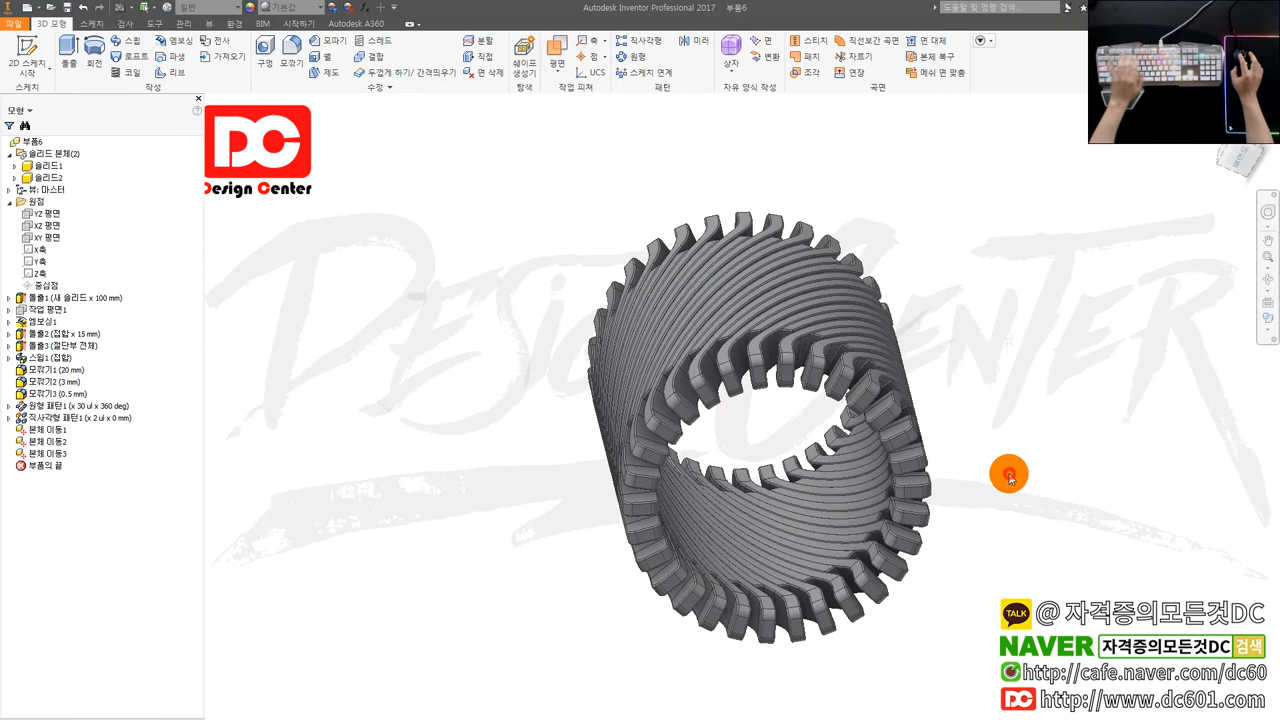 Autodesk Inventor Professional 2017 부품6
도움말 및 명령 검색...
일반
기본값
파일 3D 모형 스케치 검사 도구 관리 뷰 환경 BIM 시작하기 Autodesk A360
2D 스케치 시작
돌출 회전 스윕 로프트 코일 엠보싱 파생 리브 전사 가져오기
구멍 모깎기 모따기 쉘 제도 스레드 결합 두껍게 하기/ 간격띄우기 분할 직접 면 삭제
쉐이프 생성기
평면 축 점 UCS
직사각형 원형 스케치 연계 미러
상자 면 변환
스티치 패치 조각 직선보간 곡면 자르기 연장 면 대체 본체 복구 메쉬 면 맞춤
스케치 작성 수정 탐색 작업 피쳐 패턴 자유 양식 작성 곡면
모형
부품6
솔리드 본체(2)
솔리드1
솔리드2
뷰: 마스터
원점
YZ 평면
XZ 평면
XY 평면
X축
Y축
Z축
중심점
돌출1 (새 솔리드 x 100 mm)
작업 평면1
엠보싱1
돌출2 (접합 x 15 mm)
돌출3 (절단부 전체)
스윕1 (접합)
모깎기1 (20 mm)
모깎기2 (3 mm)
모깎기3 (0.5 mm)
원형 패턴1 (x 30 ul x 360 deg)
직사각형 패턴1 (x 2 ul x 0 mm)
본체 이동1
본체 이동2
본체 이동3
부품의 끝
DC
Design Center
DESIGN CENTER
TALK @ 자격증의모든것DC
NAVER 자격증의모든것DC 검색
http://cafe.naver.com/dc60
DC http://www.dc601.com